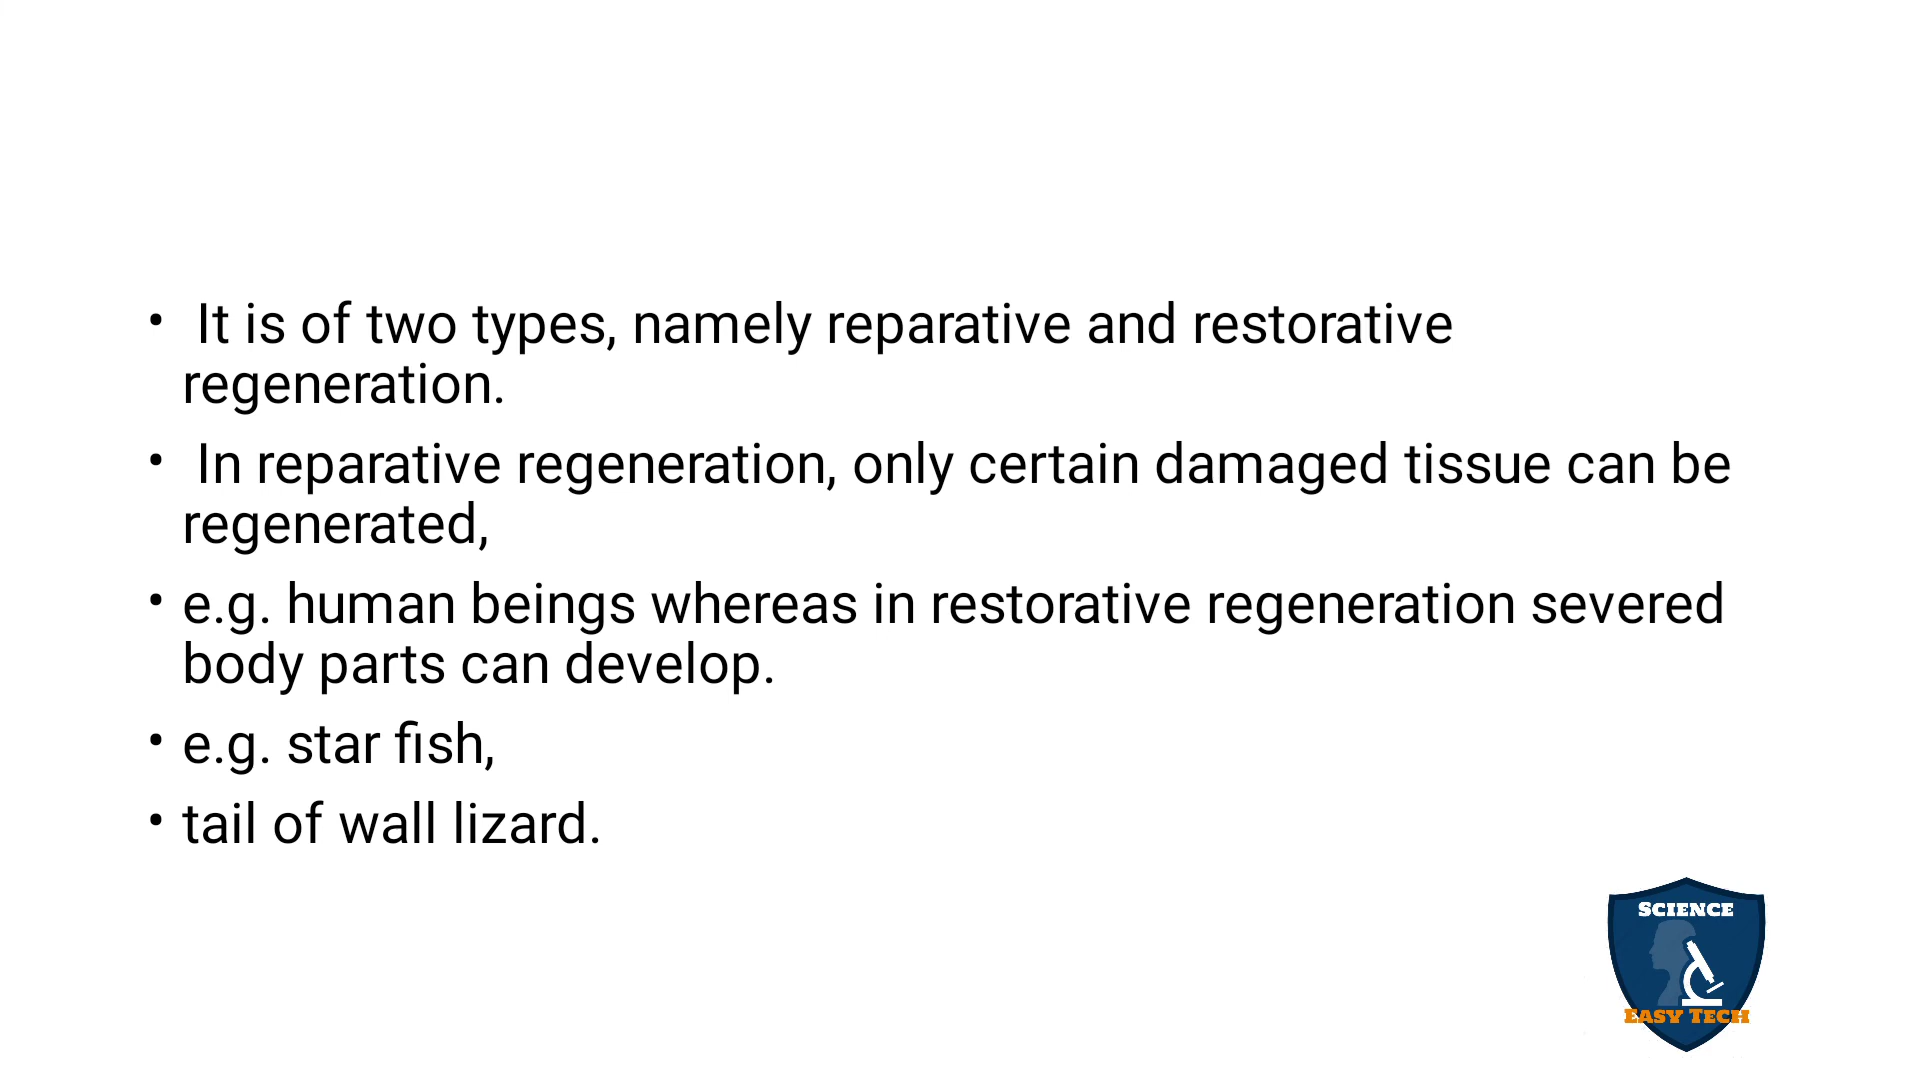 • It is of two types, namely reparative and restorative
regeneration.
• In reparative regeneration, only certain damaged tissue can be
regenerated,
• e.g. human beings whereas in restorative regeneration severed
body parts can develop.
• e.g. star fish,
• tail of wall lizard.
SCIENCE
EASY TECH